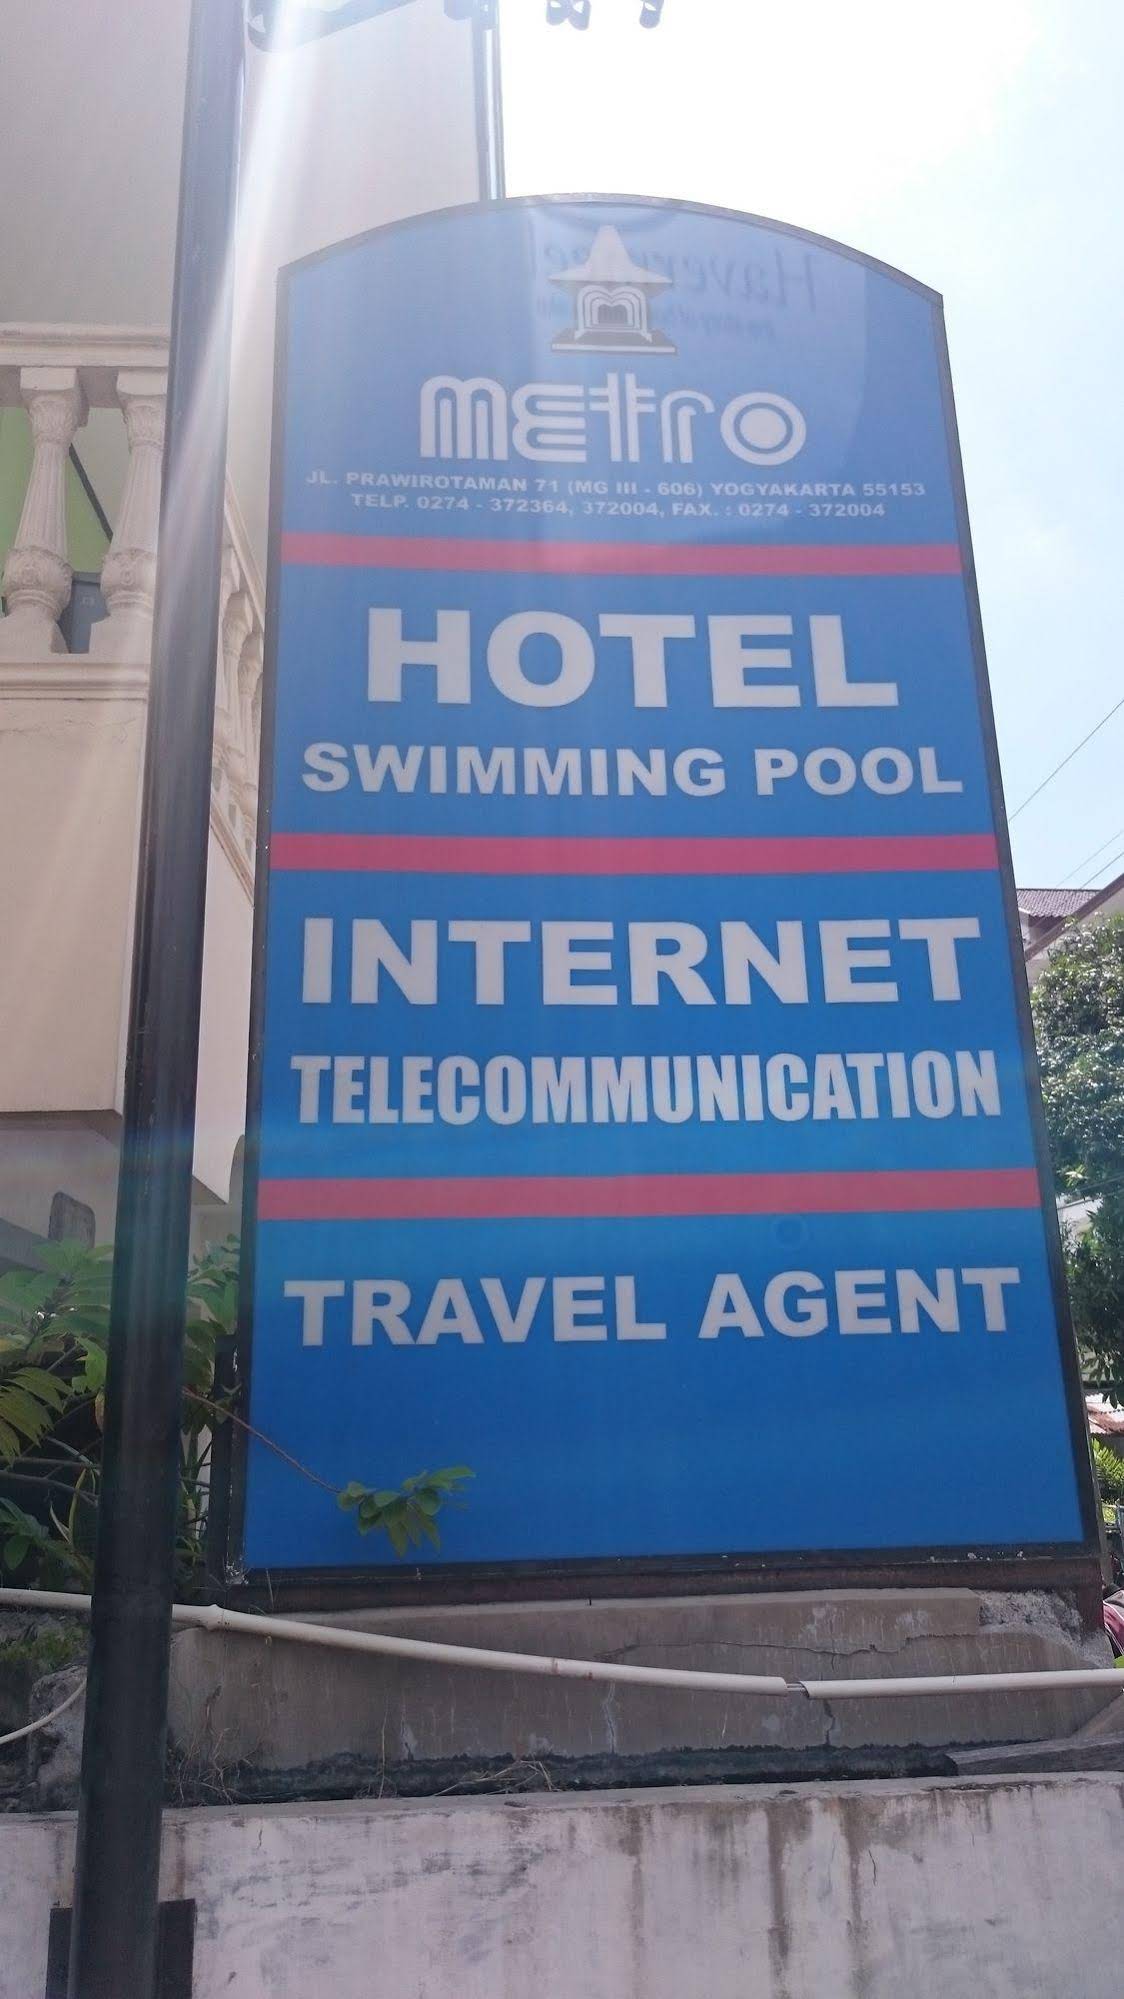 METRO
JL. PRAWIROTAMAN 71 (MG III - 606) YOGYAKARTA 55153
TELP. 0274 - 372364, 372004, FAX. : 0274 - 372004
HOTEL
SWIMMING POOL
INTERNET
TELECOMMUNICATION
TRAVEL AGENT